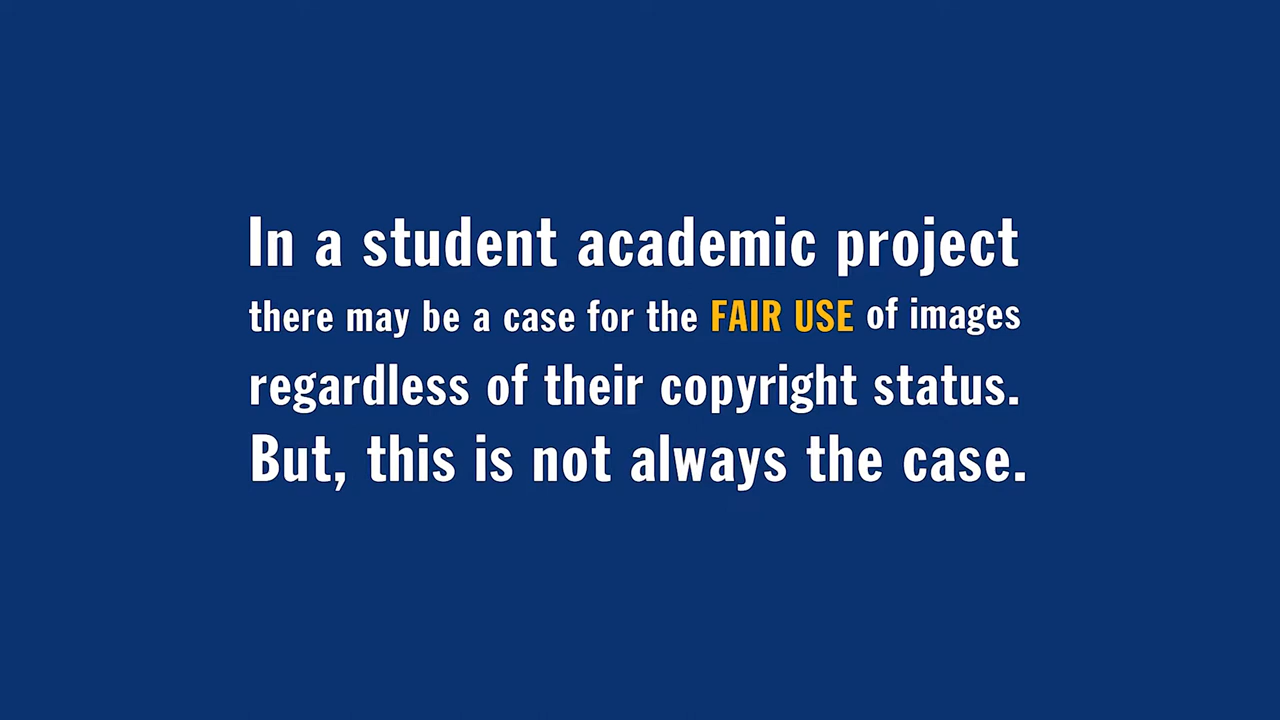 In a student academic project
there may be a case for the FAIR USE of images
regardless of their copyright status.
But, this is not always the case.